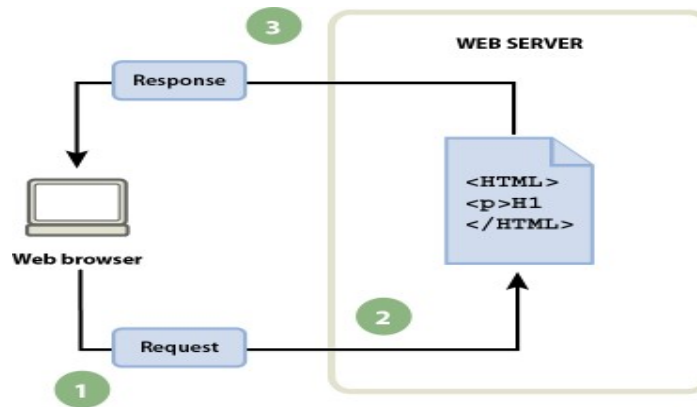 3
WEB SERVER
Response
<HTML>
<p>H1
</HTML>
Web browser
2
Request
1